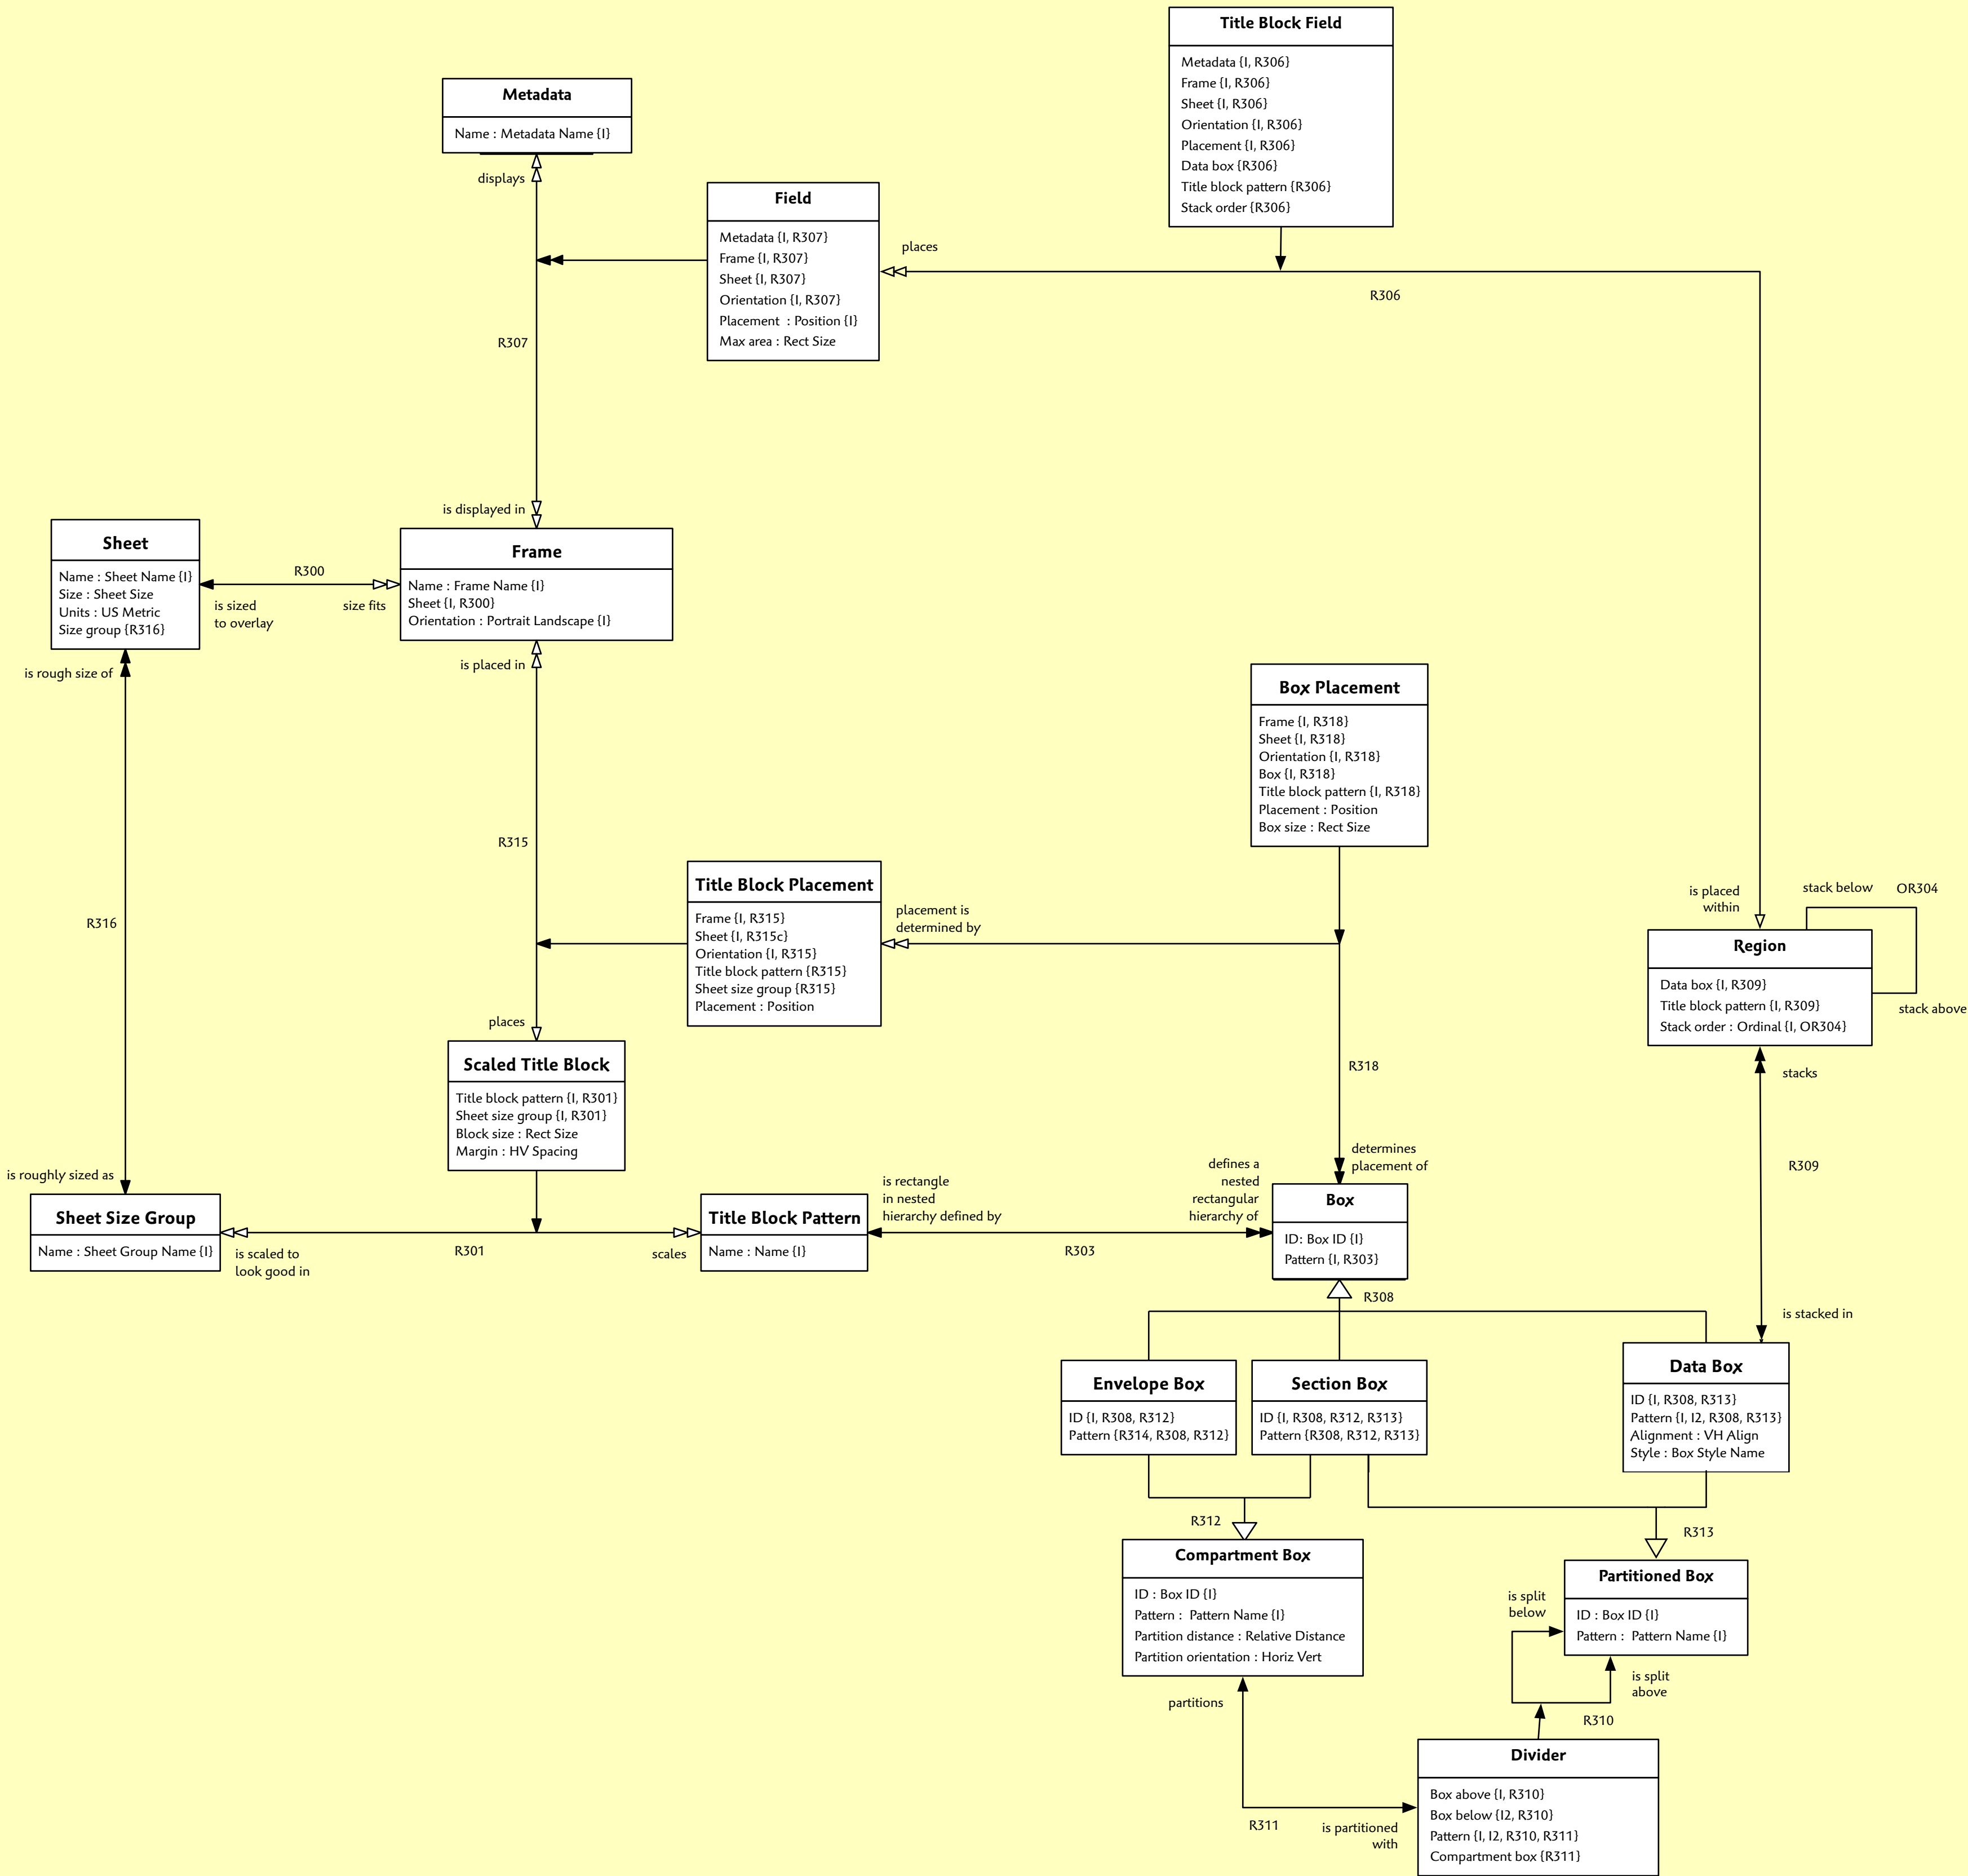 Title Block Field
Metadata {I, R306}
Frame {I, R306}
Sheet {I, R306}
Orientation {I, R306}
Placement {I, R306}
Data box {R306}
Title block pattern {R306}
Stack order {R306}
Metadata
Name : Metadata Name {I}
displays
Field
Metadata {I, R307}
Frame {I, R307}
Sheet {I, R307}
Orientation {I, R307}
Placement : Position {I}
Max area : Rect Size
places
R306
R307
is displayed in
Sheet
Name : Sheet Name {I}
Size : Sheet Size
Units : US Metric
Size group {R316}
R300
is sized
to overlay
size fits
Frame
Name : Frame Name {I}
Sheet {I, R300}
Orientation : Portrait Landscape {I}
is rough size of
is placed in
Box Placement
Frame {I, R318}
Sheet {I, R318}
Orientation {I, R318}
Box {I, R318}
Title block pattern {I, R318}
Placement : Position
Box size : Rect Size
R315
R316
Title Block Placement
Frame {I, R315}
Sheet {I, R315c}
Orientation {I, R315}
Title block pattern {R315}
Sheet size group {R315}
Placement : Position
placement is
determined by
is placed
within
stack below
OR304
Region
Data box {I, R309}
Title block pattern {I, R309}
Stack order : Ordinal {I, OR304}
stack above
places
Scaled Title Block
Title block pattern {I, R301}
Sheet size group {I, R301}
Block size : Rect Size
Margin : HV Spacing
R318
stacks
R309
is roughly sized as
Sheet Size Group
Name : Sheet Group Name {I}
is scaled to
look good in
R301
scales
Title Block Pattern
Name : Name {I}
is rectangle
in nested
hierarchy defined by
R303
defines a
nested
rectangular
hierarchy of
determines
placement of
Box
ID: Box ID {I}
Pattern {I, R303}
R308
is stacked in
Envelope Box
ID {I, R308, R312}
Pattern {R314, R308, R312}
Section Box
ID {I, R308, R312, R313}
Pattern {R308, R312, R313}
Data Box
ID {I, R308, R313}
Pattern {I, I2, R308, R313}
Alignment : VH Align
Style : Box Style Name
R312
R313
Compartment Box
ID : Box ID {I}
Pattern : Pattern Name {I}
Partition distance : Relative Distance
Partition orientation : Horiz Vert
Partitioned Box
ID : Box ID {I}
Pattern : Pattern Name {I}
is split
below
is split
above
R310
partitions
R311
is partitioned
with
Divider
Box above {I, R310}
Box below {I2, R310}
Pattern {I, I2, R310, R311}
Compartment box {R311}